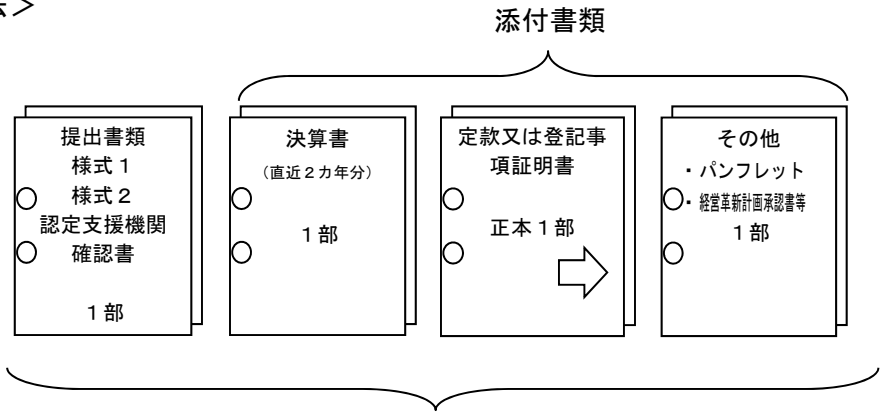 ＞
添付書類
提出書類
様式１
様式２
認定支援機関
確認書
１部
決算書
（直近２カ年分）
１部
定款又は登記事
項証明書
正本１部
その他
・パンフレット
・経営革新計画承認書等
１部